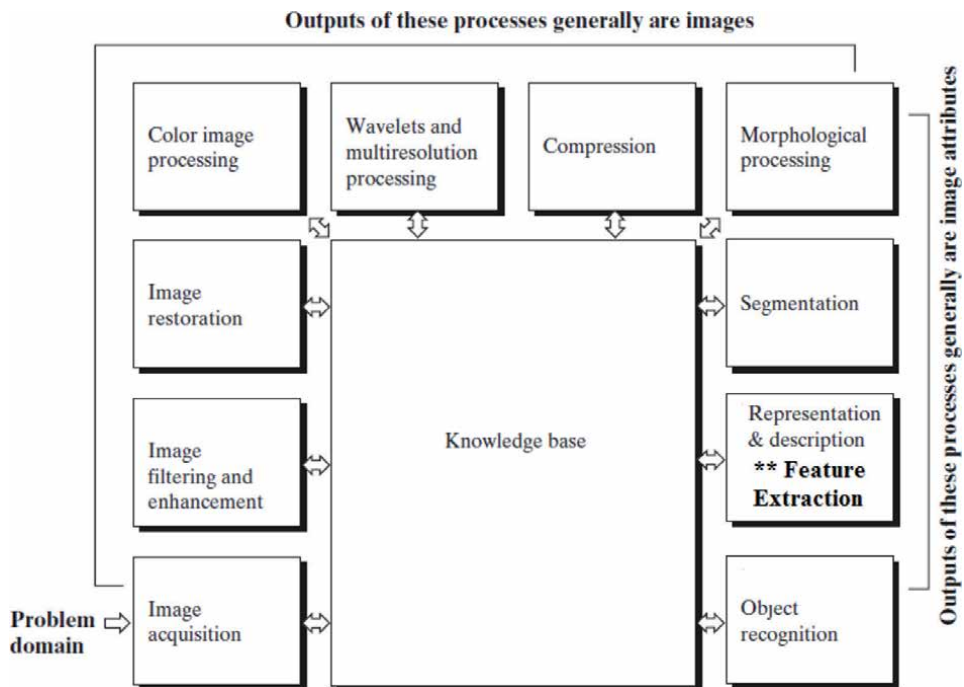 Outputs of these processes generally are images
Color image
processing
Wavelets and
multiresolution
processing
Compression
Morphological
processing
Image
restoration
Segmentation
Image
filtering and
enhancement
Knowledge base
Representation
& description
** Feature
Extraction
Problem
domain
Image
acquisition
Object
recognition
Outputs of these processes generally are image attributes